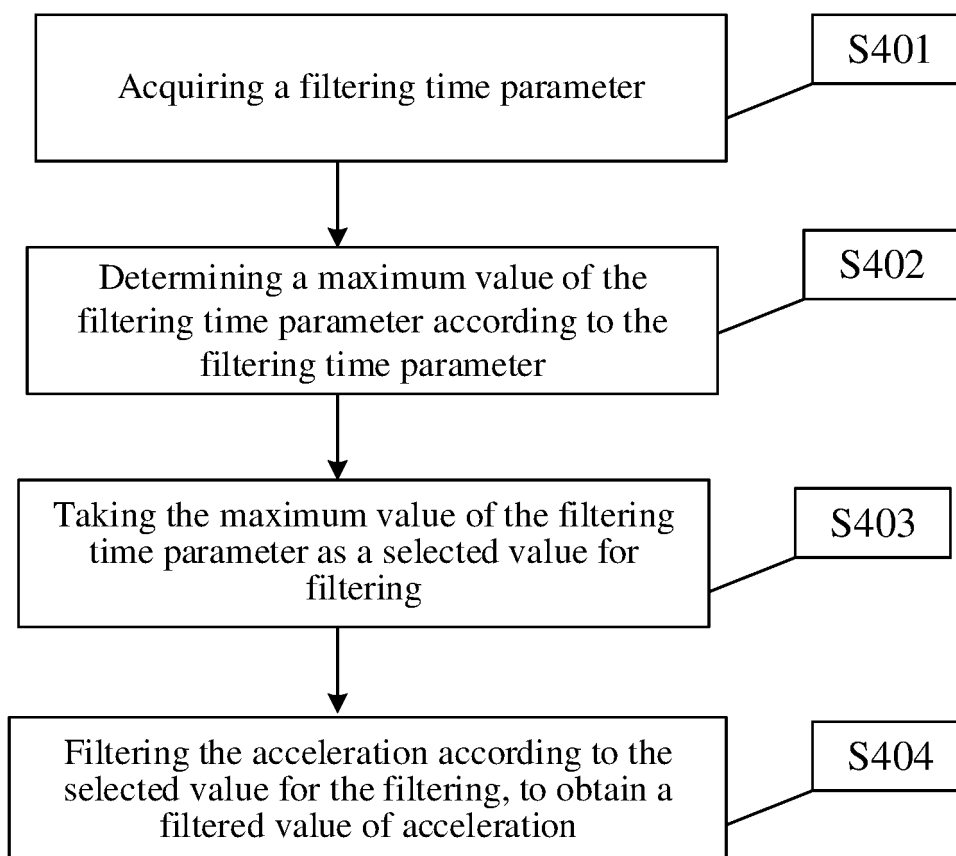 Acquiring a filtering time parameter
S401
Determining a maximum value of the
filtering time parameter according to the
filtering time parameter
S402
Taking the maximum value of the filtering
time parameter as a selected value for
filtering
S403
Filtering the acceleration according to the
selected value for the filtering, to obtain a
filtered value of acceleration
S404